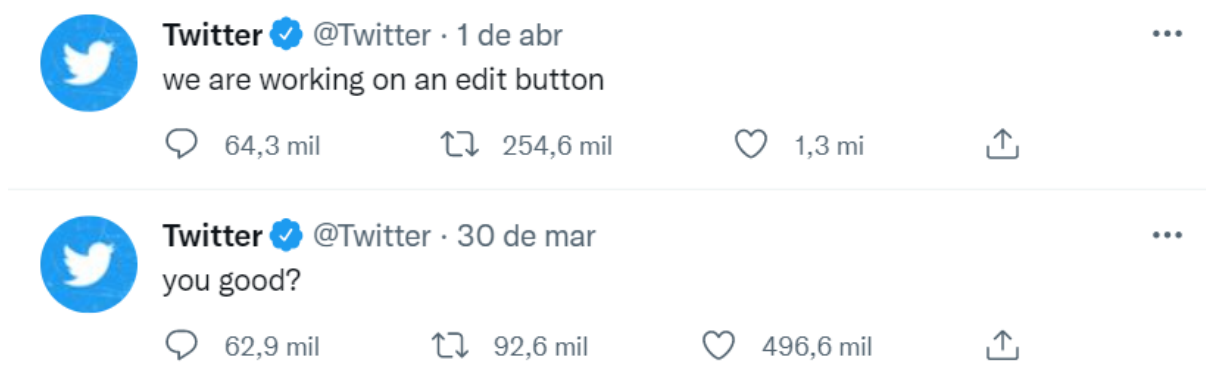 Twitter @Twitter · 1 de abr
we are working on an edit button
64,3 mil 254,6 mil 1,3 mi
Twitter @Twitter · 30 de mar
you good?
62,9 mil 92,6 mil 496,6 mil